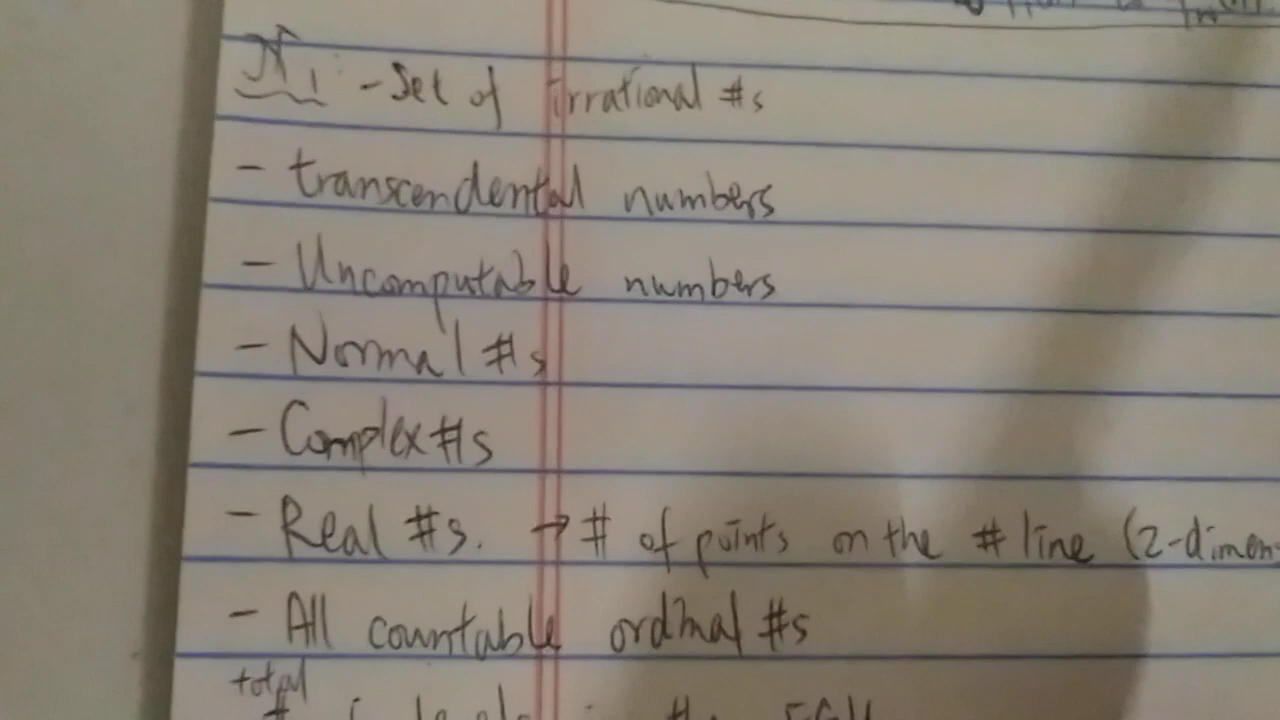 ℵ₁: - Set of irrational #s
- transcendental numbers
- Uncomputable numbers
- Normal #s
- Complex #s
- Real #s. → # of points on the # line (2-dimen
- All countable ordinal #s
total